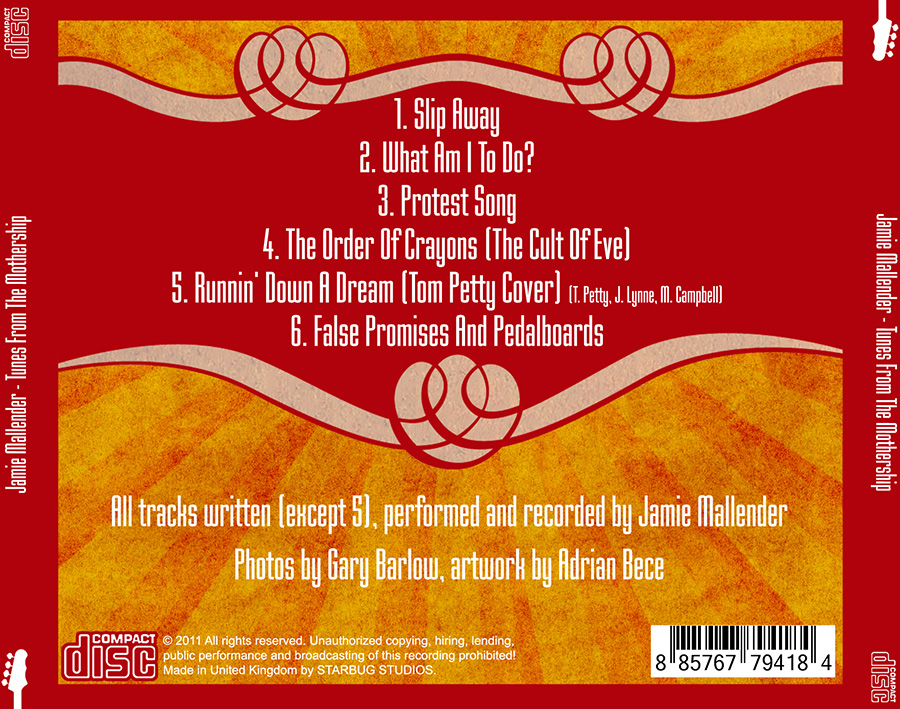 COMPACT
disc
Jamie Mallender - Tunes From The Mothership
1. Slip Away
2. What Am I To Do?
3. Protest Song
4. The Order Of Crayons (The Cult Of Eve)
5. Runnin' Down A Dream (Tom Petty Cover) (T. Petty, J. Lynne, M. Campbell)
6. False Promises And Pedalboards
All tracks written (except 5), performed and recorded by Jamie Mallender
Photos by Gary Barlow, artwork by Adrian Bece
COMPACT
disc
© 2011 All rights reserved. Unauthorized copying, hiring, lending,
public performance and broadcasting of this recording prohibited!
Made in United Kingdom by STARBUG STUDIOS
8 85767 79418 4
Jamie Mallender - Tunes From The Mothership
COMPACT
disc